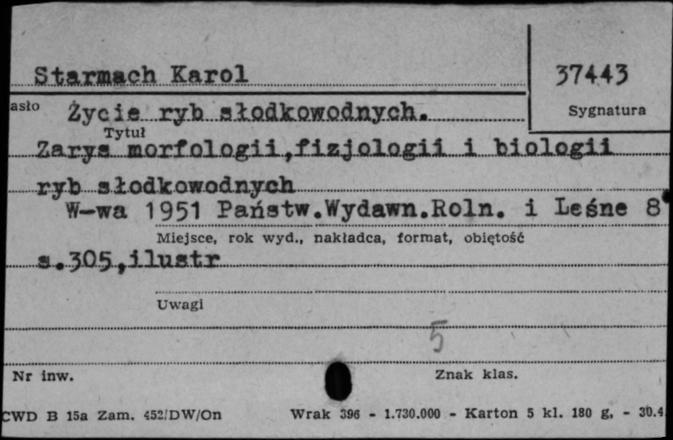 Starmach Karol
37443
asło
Życie ryb słodkowodnych.
Sygnatura
Tytuł
Zarys morfologii,fizjologii i biologii
ryb słodkowodnych
W-wa 1951 Państw.Wydawn.Roln. i Leśne 8°
Miejsce, rok wyd., nakładca, format, objętość
s.305,ilustr
Uwagi
5
Nr inw.
Znak klas.
CWD B 15a Zam. 452/DW/On Wrak 396 - 1.730.000 - Karton 5 kl. 180 g. - 30.4